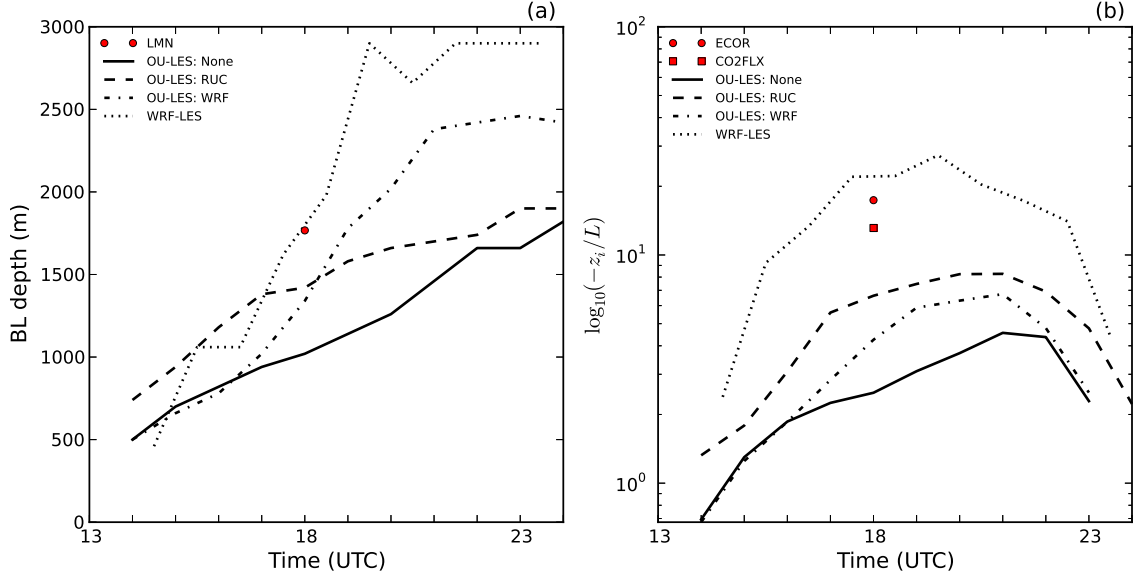 (a)
3000
2500
2000
1500
1000
500
0
LMN
OU-LES: None
OU-LES: RUC
OU-LES: WRF
WRF-LES
BL depth (m)
13
18
23
Time (UTC)
(b)
10²
10¹
10⁰
ECOR
CO2FLX
OU-LES: None
OU-LES: RUC
OU-LES: WRF
WRF-LES
log₁₀(−zᵢ/L)
13
18
23
Time (UTC)